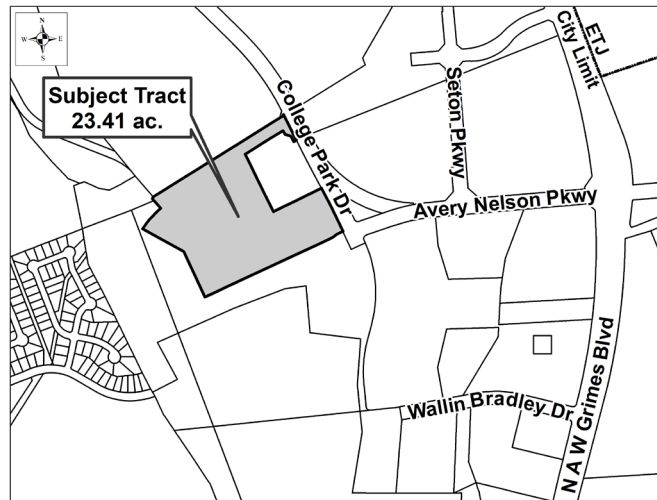 N
W E
S
Subject Tract
23.41 ac.
College Park Dr
Seton Pkwy
ETJ
City Limit
Avery Nelson Pkwy
Wallin Bradley Dr
N A W Grimes Blvd